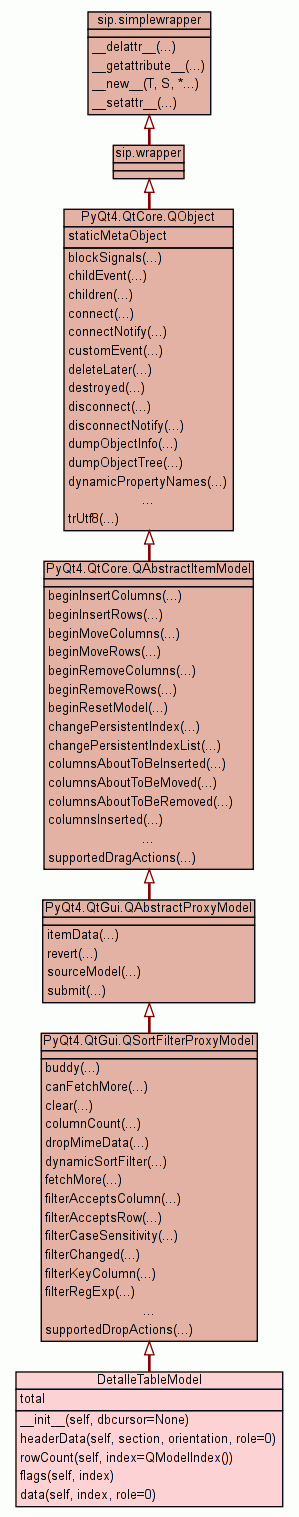 sip.simplewrapper
__delattr__(...)
__getattribute__(...)
__new__(T, S, *...)
__setattr__(...)
sip.wrapper
PyQt4.QtCore.QObject
staticMetaObject
blockSignals(...)
childEvent(...)
children(...)
connect(...)
connectNotify(...)
customEvent(...)
deleteLater(...)
destroyed(...)
disconnect(...)
disconnectNotify(...)
dumpObjectInfo(...)
dumpObjectTree(...)
dynamicPropertyNames(...)
...
trUtf8(...)
PyQt4.QtCore.QAbstractItemModel
beginInsertColumns(...)
beginInsertRows(...)
beginMoveColumns(...)
beginMoveRows(...)
beginRemoveColumns(...)
beginRemoveRows(...)
beginResetModel(...)
changePersistentIndex(...)
changePersistentIndexList(...)
columnsAboutToBeInserted(...)
columnsAboutToBeMoved(...)
columnsAboutToBeRemoved(...)
columnsInserted(...)
...
supportedDragActions(...)
PyQt4.QtGui.QAbstractProxyModel
itemData(...)
revert(...)
sourceModel(...)
submit(...)
PyQt4.QtGui.QSortFilterProxyModel
buddy(...)
canFetchMore(...)
clear(...)
columnCount(...)
dropMimeData(...)
dynamicSortFilter(...)
fetchMore(...)
filterAcceptsColumn(...)
filterAcceptsRow(...)
filterCaseSensitivity(...)
filterChanged(...)
filterKeyColumn(...)
filterRegExp(...)
...
supportedDropActions(...)
DetalleTableModel
total
__init__(self, dbcursor=None)
headerData(self, section, orientation, role=0)
rowCount(self, index=QModelIndex())
flags(self, index)
data(self, index, role=0)